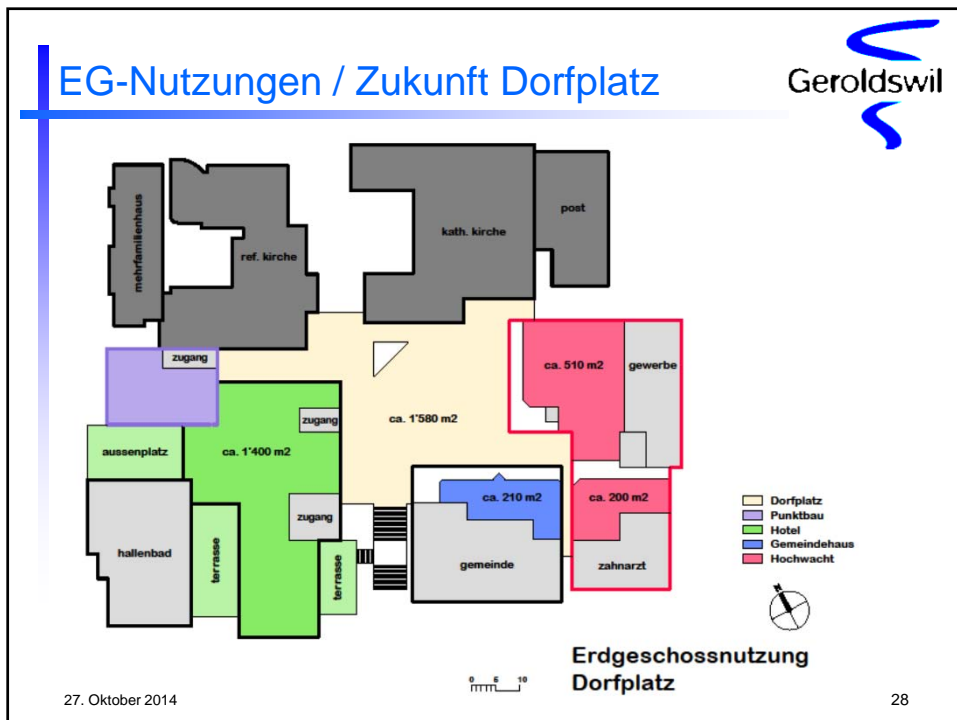 EG-Nutzungen / Zukunft Dorfplatz
Geroldswil
mehrfamilienhaus
ref. kirche
kath. kirche
post
zugang
ca. 510 m2
gewerbe
zugang
ca. 1'580 m2
aussenplatz
ca. 1'400 m2
ca. 210 m2
ca. 200 m2
zugang
hallenbad
terrasse
terrasse
gemeinde
zahnarzt
Dorfplatz
Punktbau
Hotel
Gemeindehaus
Hochwacht
N
Erdgeschossnutzung
Dorfplatz
0 5 10
27. Oktober 2014
28